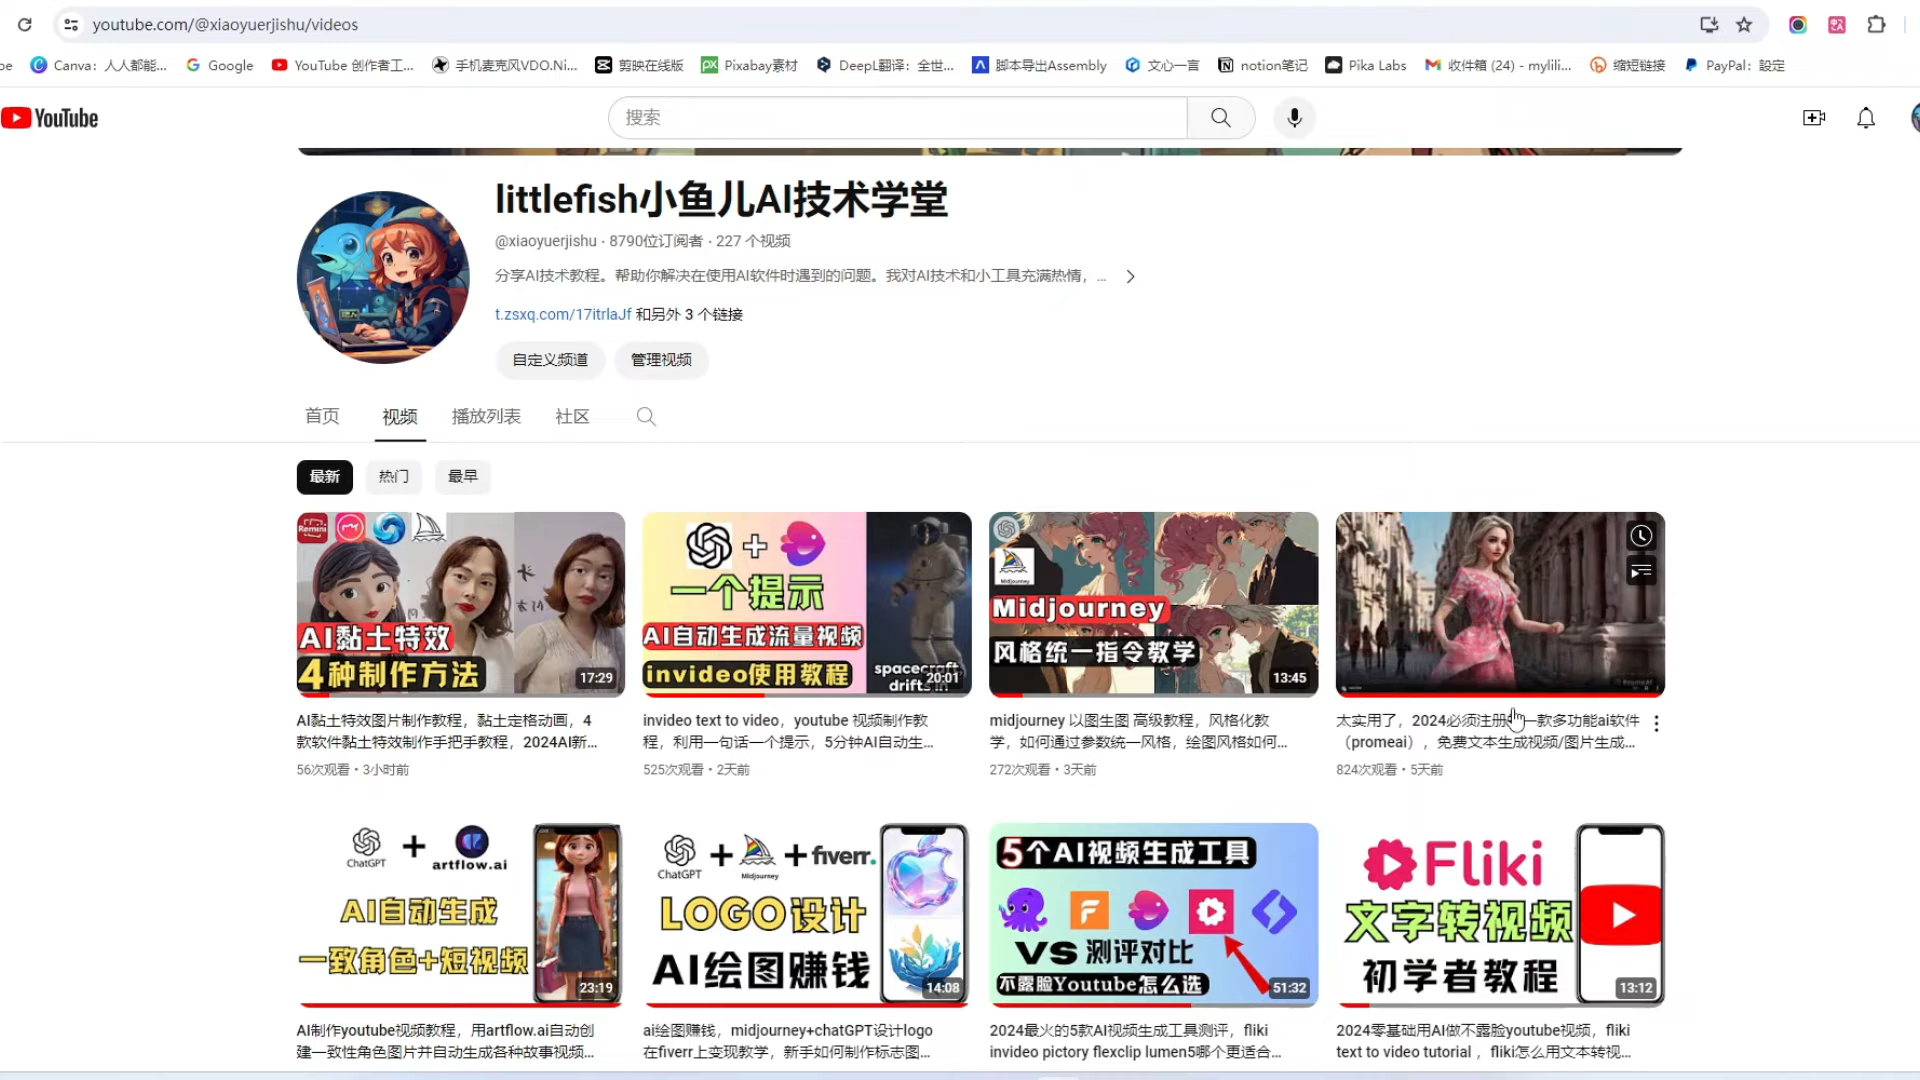 youtube.com/@xiaoyuerjishu/videos
Canva：人人都能... Google YouTube 创作者工... 手机麦克风VDO.Ni... 剪映在线版 Pixabay素材 DeepL翻译：全世... 脚本导出Assembly 文心一言 notion笔记 Pika Labs 收件箱 (24) - mylili... 缩短链接 PayPal：設定
YouTube
搜索
littlefish小鱼儿AI技术学堂
@xiaoyuerjishu · 8790位订阅者 · 227 个视频
分享AI技术教程。帮助你解决在使用AI软件时遇到的问题。我对AI技术和小工具充满热情，...
t.zsxq.com/17itrlaJf 和另外 3 个链接
自定义频道 管理视频
首页 视频 播放列表 社区
最新 热门 最早
Remini
AI黏土特效
4种制作方法
17:29
一个提示
AI自动生成流量视频
invideo使用教程
spacecraft
drifts in
20:01
Midjourney
Midjourney
风格统一指令教学
13:45
AI黏土特效图片制作教程，黏土定格动画，4
款软件黏土特效制作手把手教程，2024AI新...
56次观看 · 3小时前
invideo text to video，youtube 视频制作教
程，利用一句话一个提示，5分钟AI自动生...
525次观看 · 2天前
midjourney 以图生图 高级教程，风格化教
学，如何通过参数统一风格，绘图风格如何...
272次观看 · 3天前
太实用了，2024必须注册的一款多功能ai软件
（promeai），免费文本生成视频/图片生成...
824次观看 · 5天前
ChatGPT + artflow.ai
AI自动生成
一致角色+短视频
23:19
ChatGPT + Midjourney + fiverr.
LOGO设计
AI绘图赚钱
14:08
5个AI视频生成工具
VS 测评对比
不露脸Youtube怎么选
51:32
Fliki
文字转视频
初学者教程
13:12
AI制作youtube视频教程，用artflow.ai自动创
建一致性角色图片并自动生成各种故事视频...
ai绘图赚钱，midjourney+chatGPT设计logo
在fiverr上变现教学，新手如何制作标志图...
2024最火的5款AI视频生成工具测评，fliki
invideo pictory flexclip lumen5哪个更适合...
2024零基础用AI做不露脸youtube视频，fliki
text to video tutorial ，fliki怎么用文本转视...